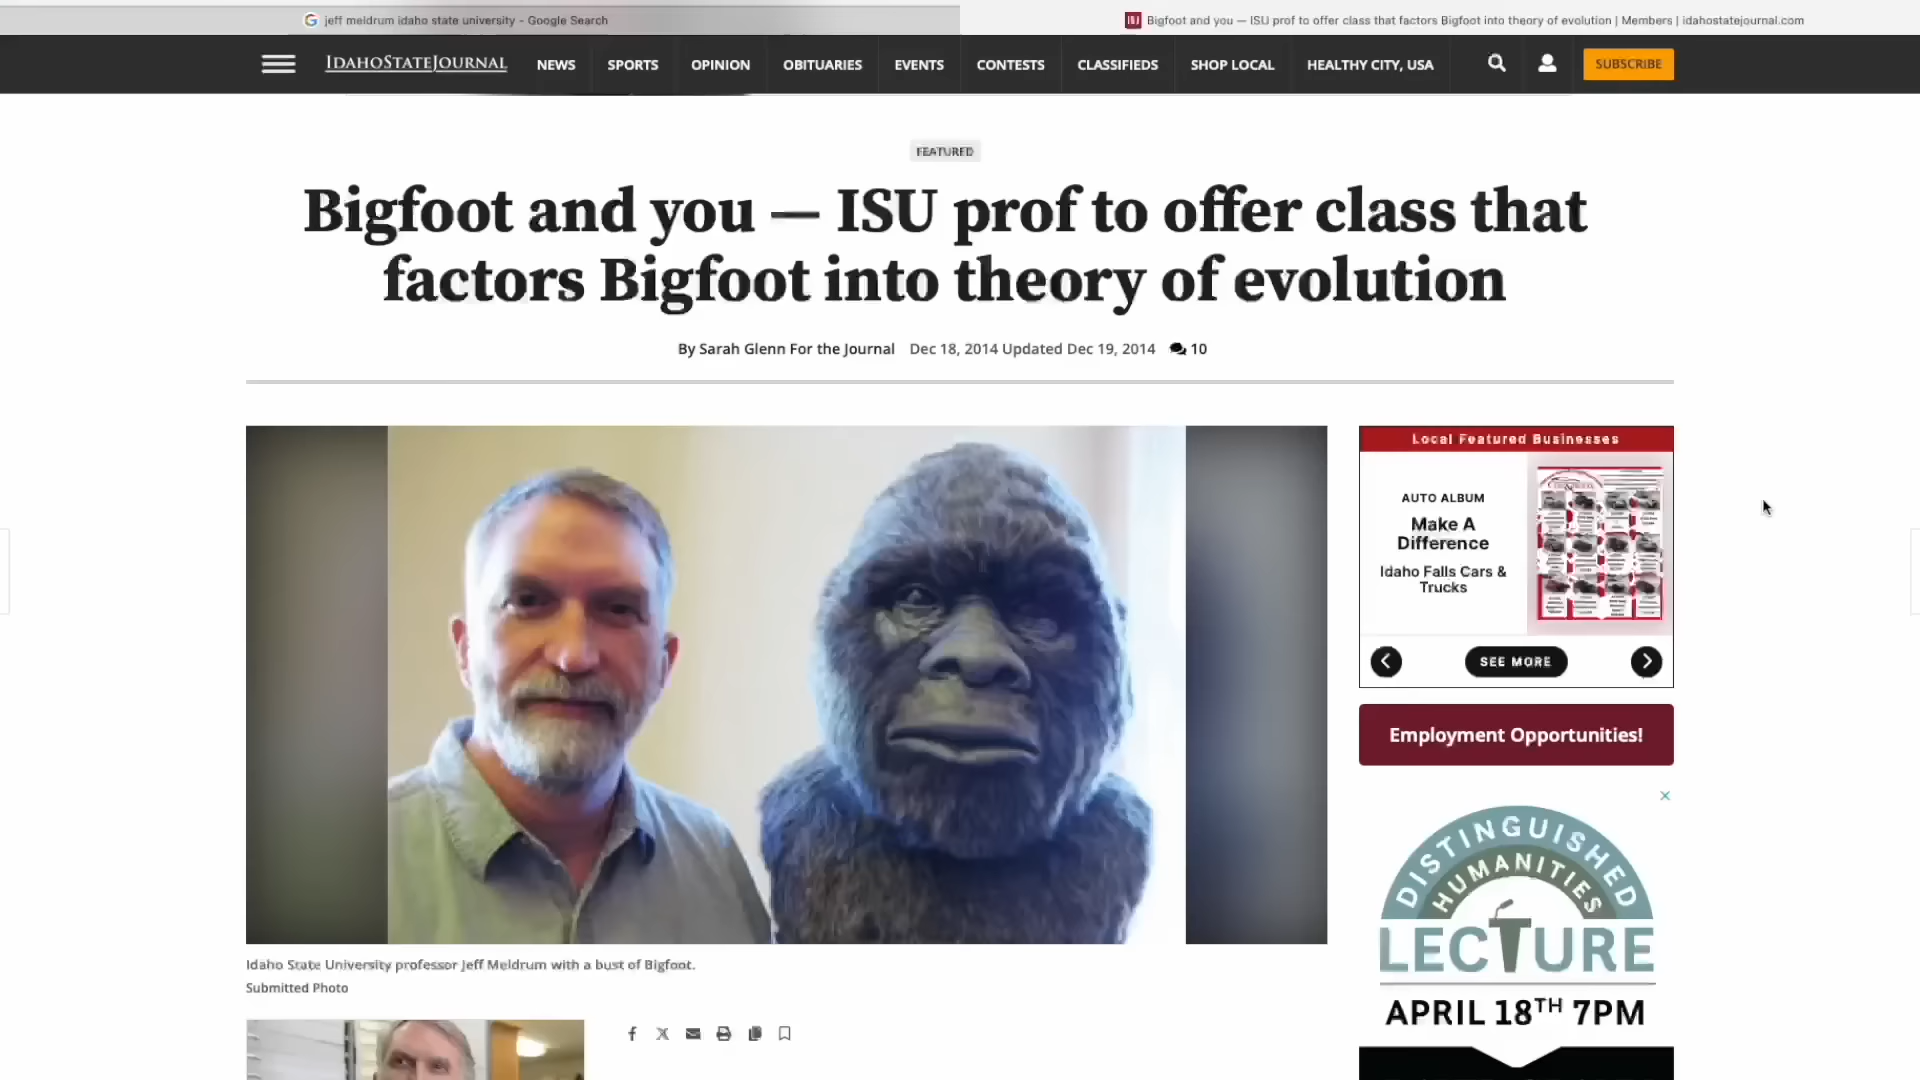 jeff meldrum idaho state university - Google Search
Bigfoot and you — ISU prof to offer class that factors Bigfoot into theory of evolution | Members | idahostatejournal.com
IDAHOSTATEJOURNAL
NEWS
SPORTS
OPINION
OBITUARIES
EVENTS
CONTESTS
CLASSIFIEDS
SHOP LOCAL
HEALTHY CITY, USA
SUBSCRIBE
FEATURED
Bigfoot and you — ISU prof to offer class that
factors Bigfoot into theory of evolution
By Sarah Glenn For the Journal Dec 18, 2014 Updated Dec 19, 2014 10
Idaho State University professor Jeff Meldrum with a bust of Bigfoot.
Submitted Photo
Local Featured Businesses
AUTO ALBUM
Make A
Difference
Idaho Falls Cars &
Trucks
SEE MORE
Employment Opportunities!
DISTINGUISHED
HUMANITIES
LECTURE
APRIL 18TH 7PM